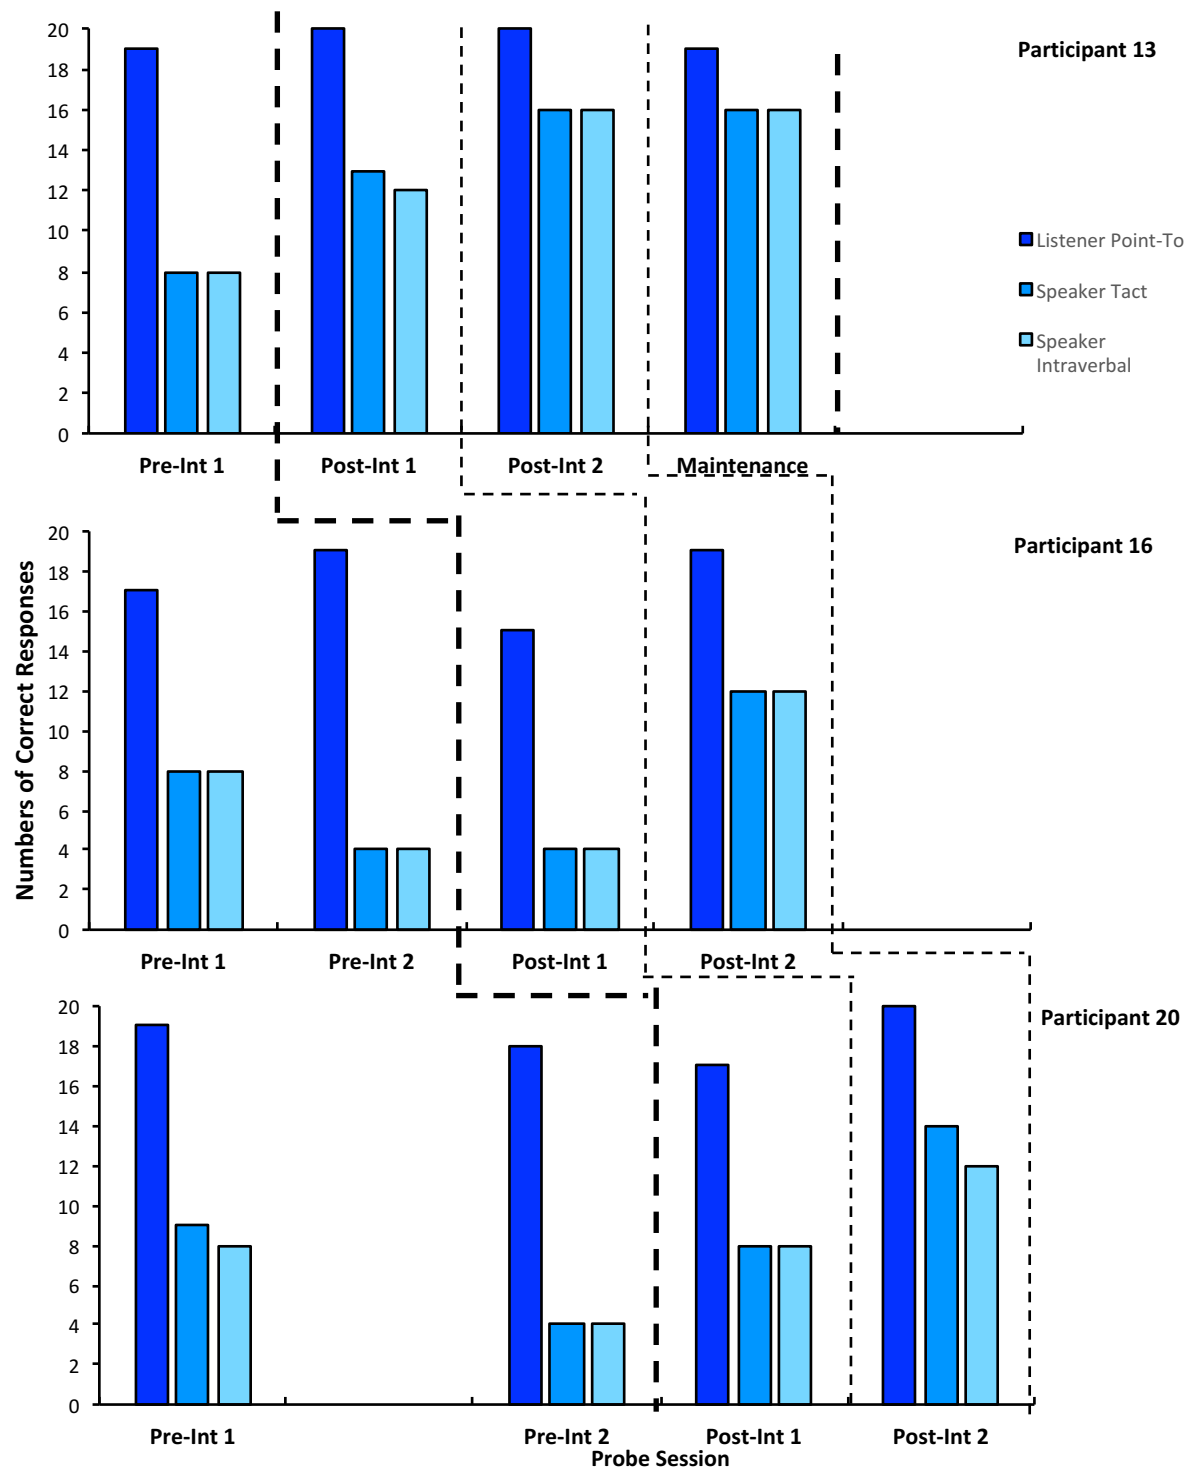 Participant 13
20
18
16
14
12
10
8
6
4
2
0
Listener Point-To
Speaker Tact
Speaker
Intraverbal
Pre-Int 1
Post-Int 1
Post-Int 2
Maintenance
Numbers of Correct Responses
Participant 16
20
18
16
14
12
10
8
6
4
2
0
Pre-Int 1
Pre-Int 2
Post-Int 1
Post-Int 2
Participant 20
20
18
16
14
12
10
8
6
4
2
0
Pre-Int 1
Pre-Int 2
Post-Int 1
Post-Int 2
Probe Session